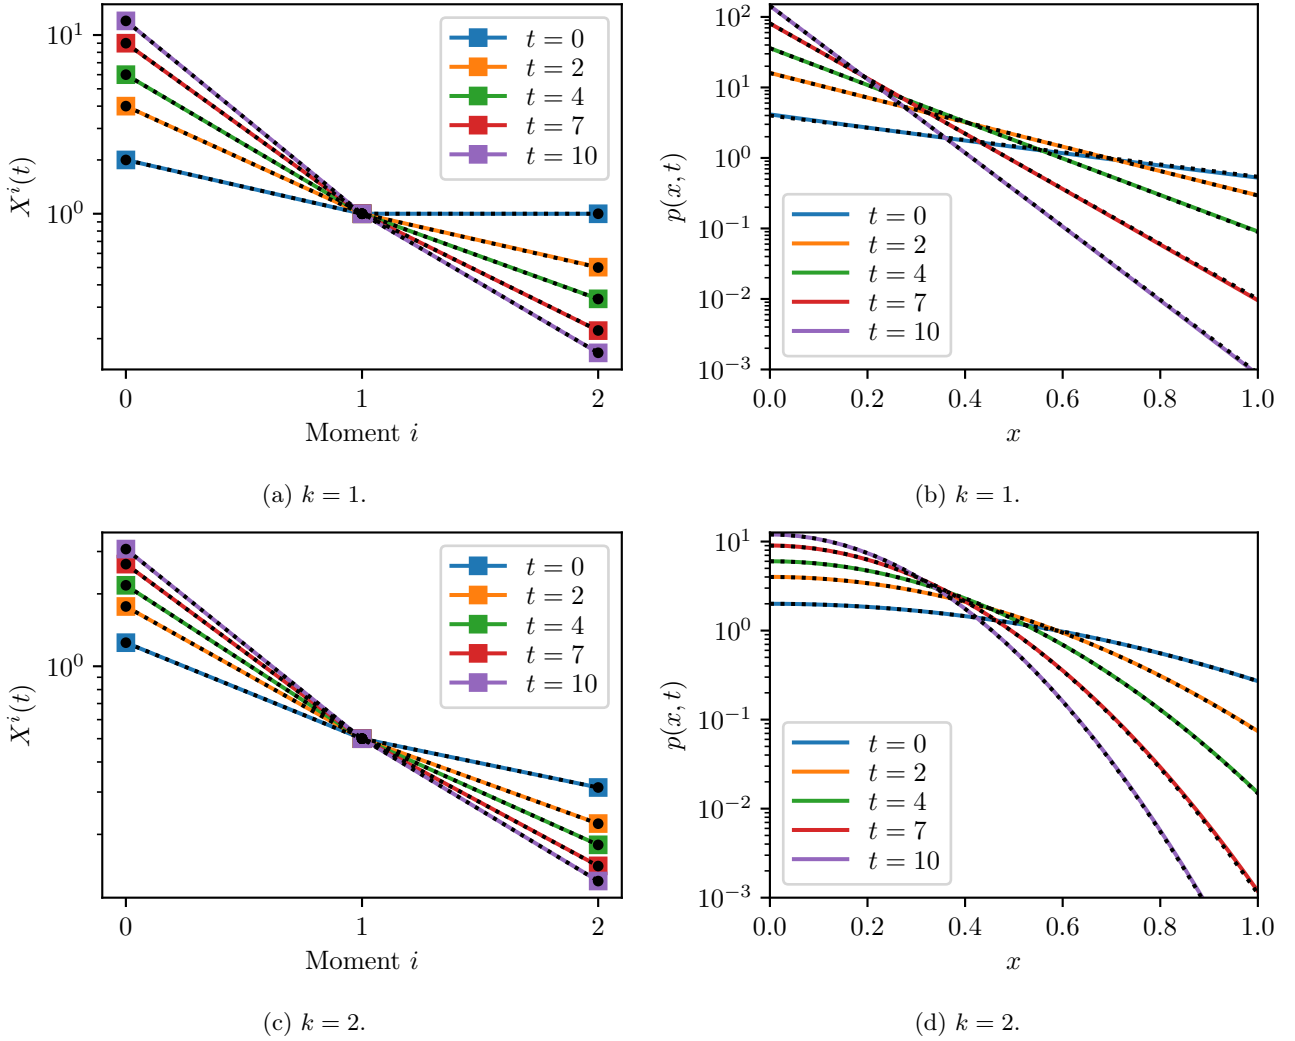 10^1
10^0
X^i(t)
0
1
2
Moment i
t = 0
t = 2
t = 4
t = 7
t = 10
(a) k = 1.
10^2
10^1
10^0
10^{-1}
10^{-2}
10^{-3}
p(x, t)
0.0
0.2
0.4
0.6
0.8
1.0
x
t = 0
t = 2
t = 4
t = 7
t = 10
(b) k = 1.
10^0
X^i(t)
0
1
2
Moment i
t = 0
t = 2
t = 4
t = 7
t = 10
(c) k = 2.
10^1
10^0
10^{-1}
10^{-2}
10^{-3}
p(x, t)
0.0
0.2
0.4
0.6
0.8
1.0
x
t = 0
t = 2
t = 4
t = 7
t = 10
(d) k = 2.